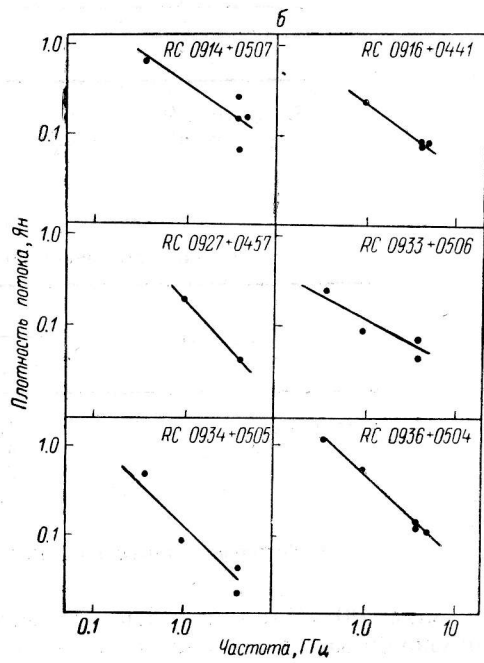 б
RC 0914+0507
RC 0916+0441
1.0
0.1
RC 0927+0457
RC 0933+0506
1.0
0.1
RC 0934+0505
RC 0936+0504
1.0
0.1
0.1
1.0
1.0
10
Плотность потока, Ян
Частота, ГГц